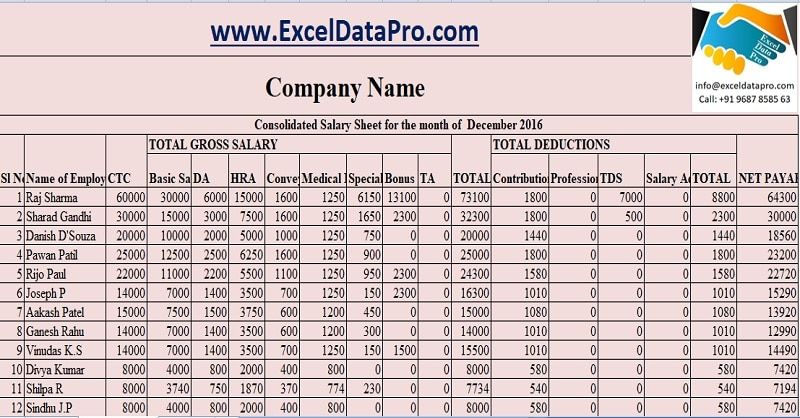 www.ExcelDataPro.com
Excel
Data
Pro
info@exceldatapro.com
Call: +91 9687 8585 63
Company Name
Consolidated Salary Sheet for the month of December 2016
TOTAL GROSS SALARY TOTAL DEDUCTIONS
Sl No Name of Employ CTC Basic Sa DA HRA Convey Medical Special Bonus TA TOTAL Contributio Profession TDS Salary Ad TOTAL NET PAYAI
1 Raj Sharma 60000 30000 6000 15000 1600 1250 6150 13100 0 73100 1800 0 7000 0 8800 64300
2 Sharad Gandhi 30000 15000 3000 7500 1600 1250 1650 2300 0 32300 1800 0 500 0 2300 30000
3 Danish D'Souza 20000 10000 2000 5000 1000 1250 750 0 0 20000 1440 0 0 0 1440 18560
4 Pawan Patil 25000 12500 2500 6250 1600 1250 900 0 0 25000 1800 0 0 0 1800 23200
5 Rijo Paul 22000 11000 2200 5500 1100 1250 950 2300 0 24300 1580 0 0 0 1580 22720
6 Joseph P 14000 7000 1400 3500 700 1250 150 2300 0 16300 1010 0 0 0 1010 15290
7 Aakash Patel 15000 7500 1500 3750 600 1200 450 0 0 15000 1080 0 0 0 1080 13920
8 Ganesh Rahu 14000 7000 1400 3500 600 1200 300 0 0 14000 1010 0 0 0 1010 12990
9 Vinudas K.S 14000 7000 1400 3500 700 1250 150 1500 0 15500 1010 0 0 0 1010 14490
10 Divya Kumar 8000 4000 800 2000 400 800 0 0 0 8000 580 0 0 0 580 7420
11 Shilpa R 8000 3740 750 1870 370 774 230 0 0 7734 540 0 0 0 540 7194
12 Sindhu J.P 8000 4000 800 2000 400 800 0 0 0 8000 580 0 0 0 580 7420